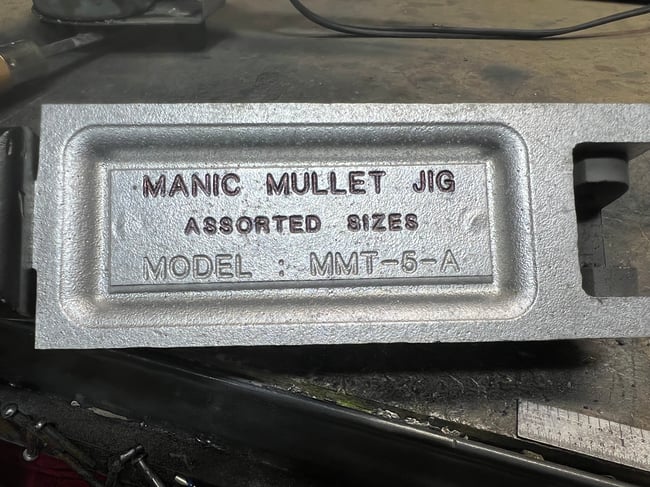 MANIC MULLET JIG
ASSORTED SIZES
MODEL : MMT-5-A